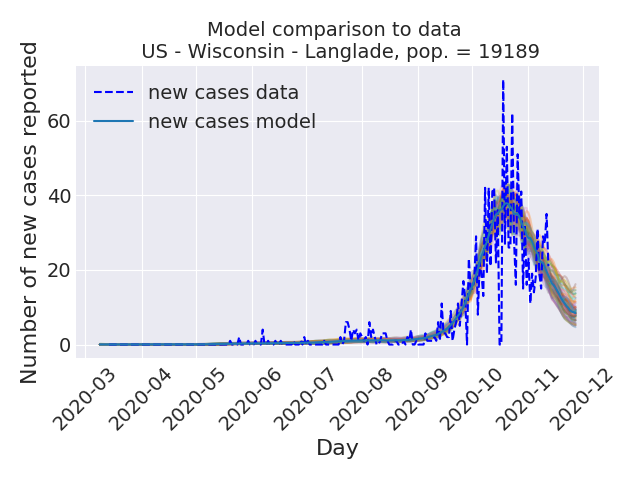 Model comparison to data
US - Wisconsin - Langlade, pop. = 19189
Number of new cases reported
new cases data
new cases model
60
40
20
0
2020-03
2020-04
2020-05
2020-06
2020-07
2020-08
2020-09
2020-10
2020-11
2020-12
Day